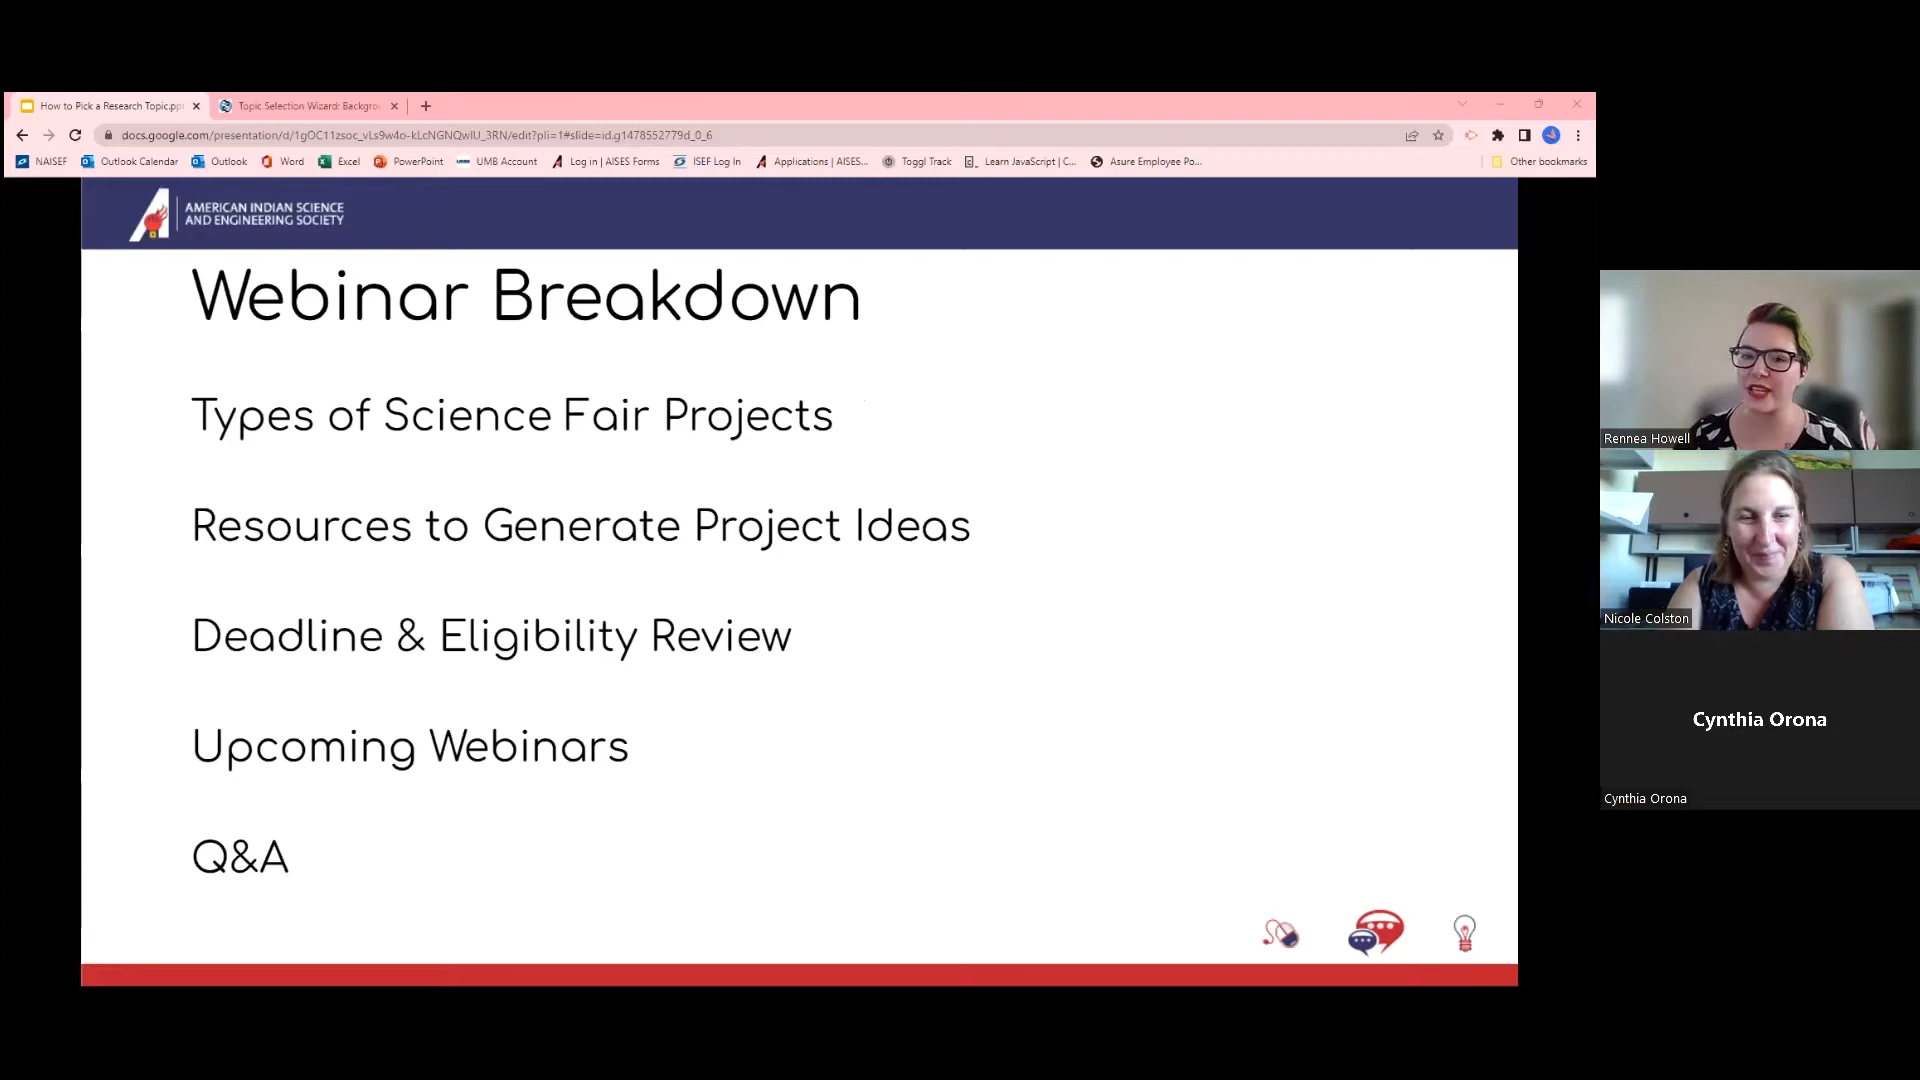 How to Pick a Research Topic.ppt
Topic Selection Wizard: Backgro
docs.google.com/presentation/d/1gOC11zsoc_vLs9w4o-kLcNGNQwIU_3RN/edit?pli=1#slide=id.g1478552779d_0_6
NAISEF Outlook Calendar Outlook Word Excel PowerPoint UMB Account Log in | AISES Forms ISEF Log In Applications | AISES... Toggl Track Learn JavaScript | C... Asure Employee Po... Other bookmarks
AMERICAN INDIAN SCIENCE
AND ENGINEERING SOCIETY
Webinar Breakdown
Types of Science Fair Projects
Resources to Generate Project Ideas
Deadline & Eligibility Review
Upcoming Webinars
Q&A
Rennea Howell
Nicole Colston
Cynthia Orona
Cynthia Orona